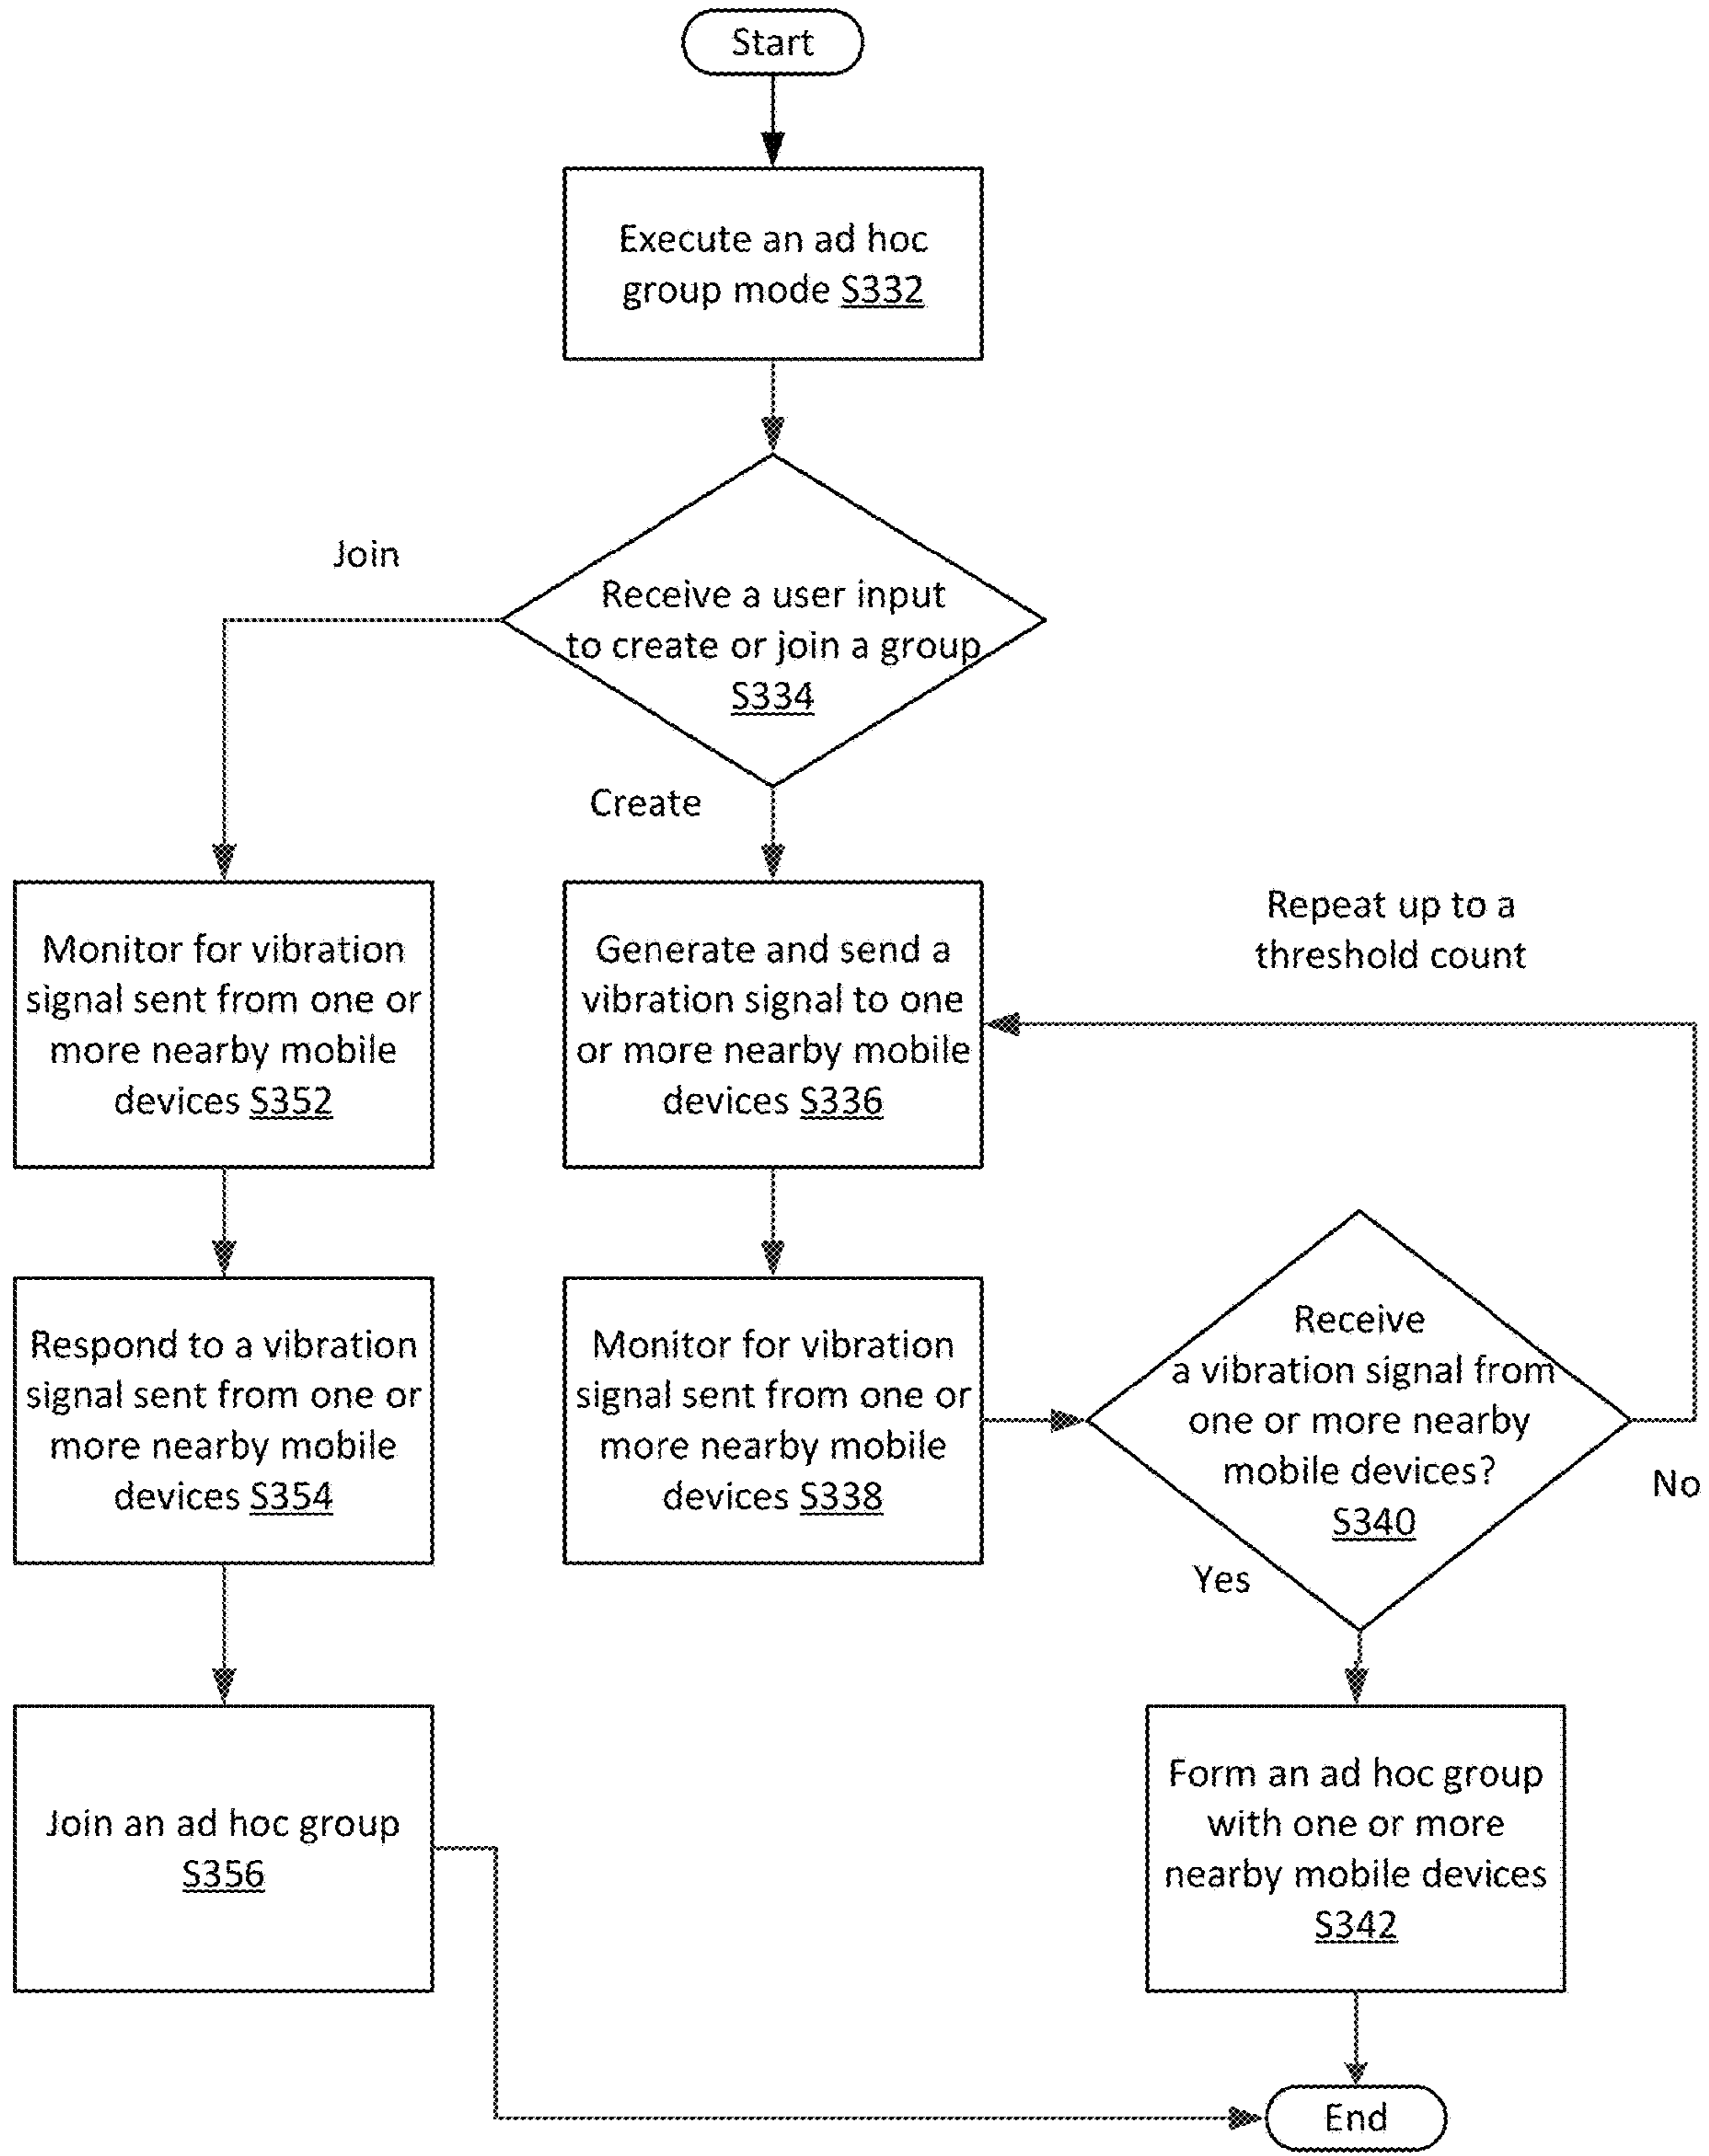 Start
Execute an ad hoc
group mode S332
Join
Receive a user input
to create or join a group
S334
Create
Monitor for vibration
signal sent from one or
more nearby mobile
devices S352
Generate and send a
vibration signal to one
or more nearby mobile
devices S336
Repeat up to a
threshold count
Respond to a vibration
signal sent from one or
more nearby mobile
devices S354
Monitor for vibration
signal sent from one or
more nearby mobile
devices S338
Receive
a vibration signal from
one or more nearby
mobile devices?
S340
No
Yes
Join an ad hoc group
S356
Form an ad hoc group
with one or more
nearby mobile devices
S342
End